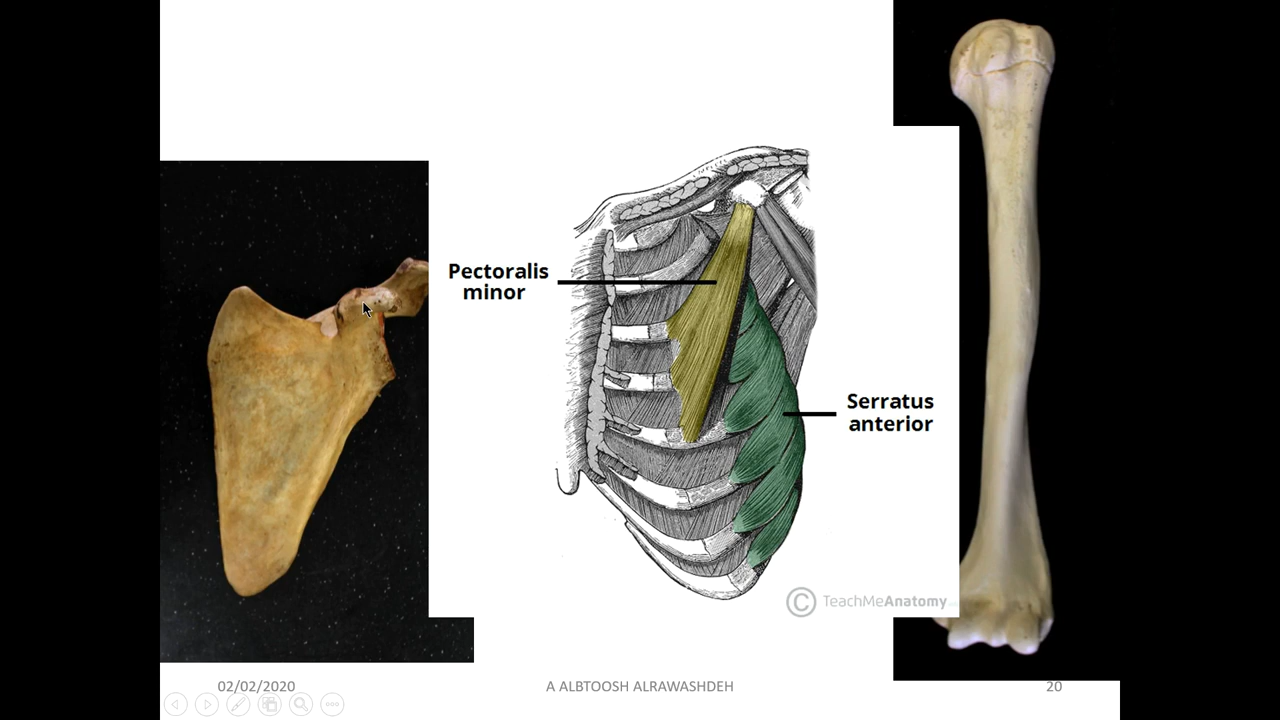 Pectoralis
minor
Serratus
anterior
© TeachMeAnatomy
02/02/2020
A ALBTOOSH ALRAWASHDEH
20